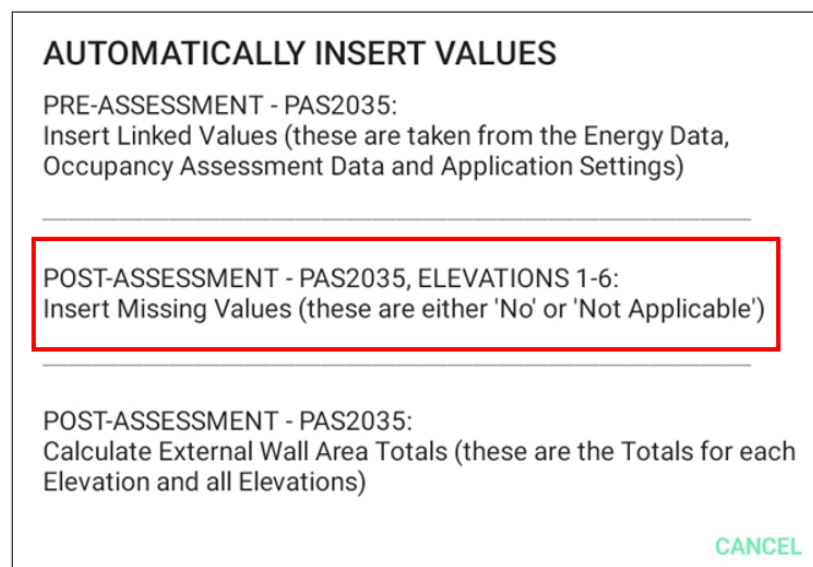 AUTOMATICALLY INSERT VALUES
PRE-ASSESSMENT - PAS2035:
Insert Linked Values (these are taken from the Energy Data,
Occupancy Assessment Data and Application Settings)
POST-ASSESSMENT - PAS2035, ELEVATIONS 1-6:
Insert Missing Values (these are either 'No' or 'Not Applicable')
POST-ASSESSMENT - PAS2035:
Calculate External Wall Area Totals (these are the Totals for each
Elevation and all Elevations)
CANCEL